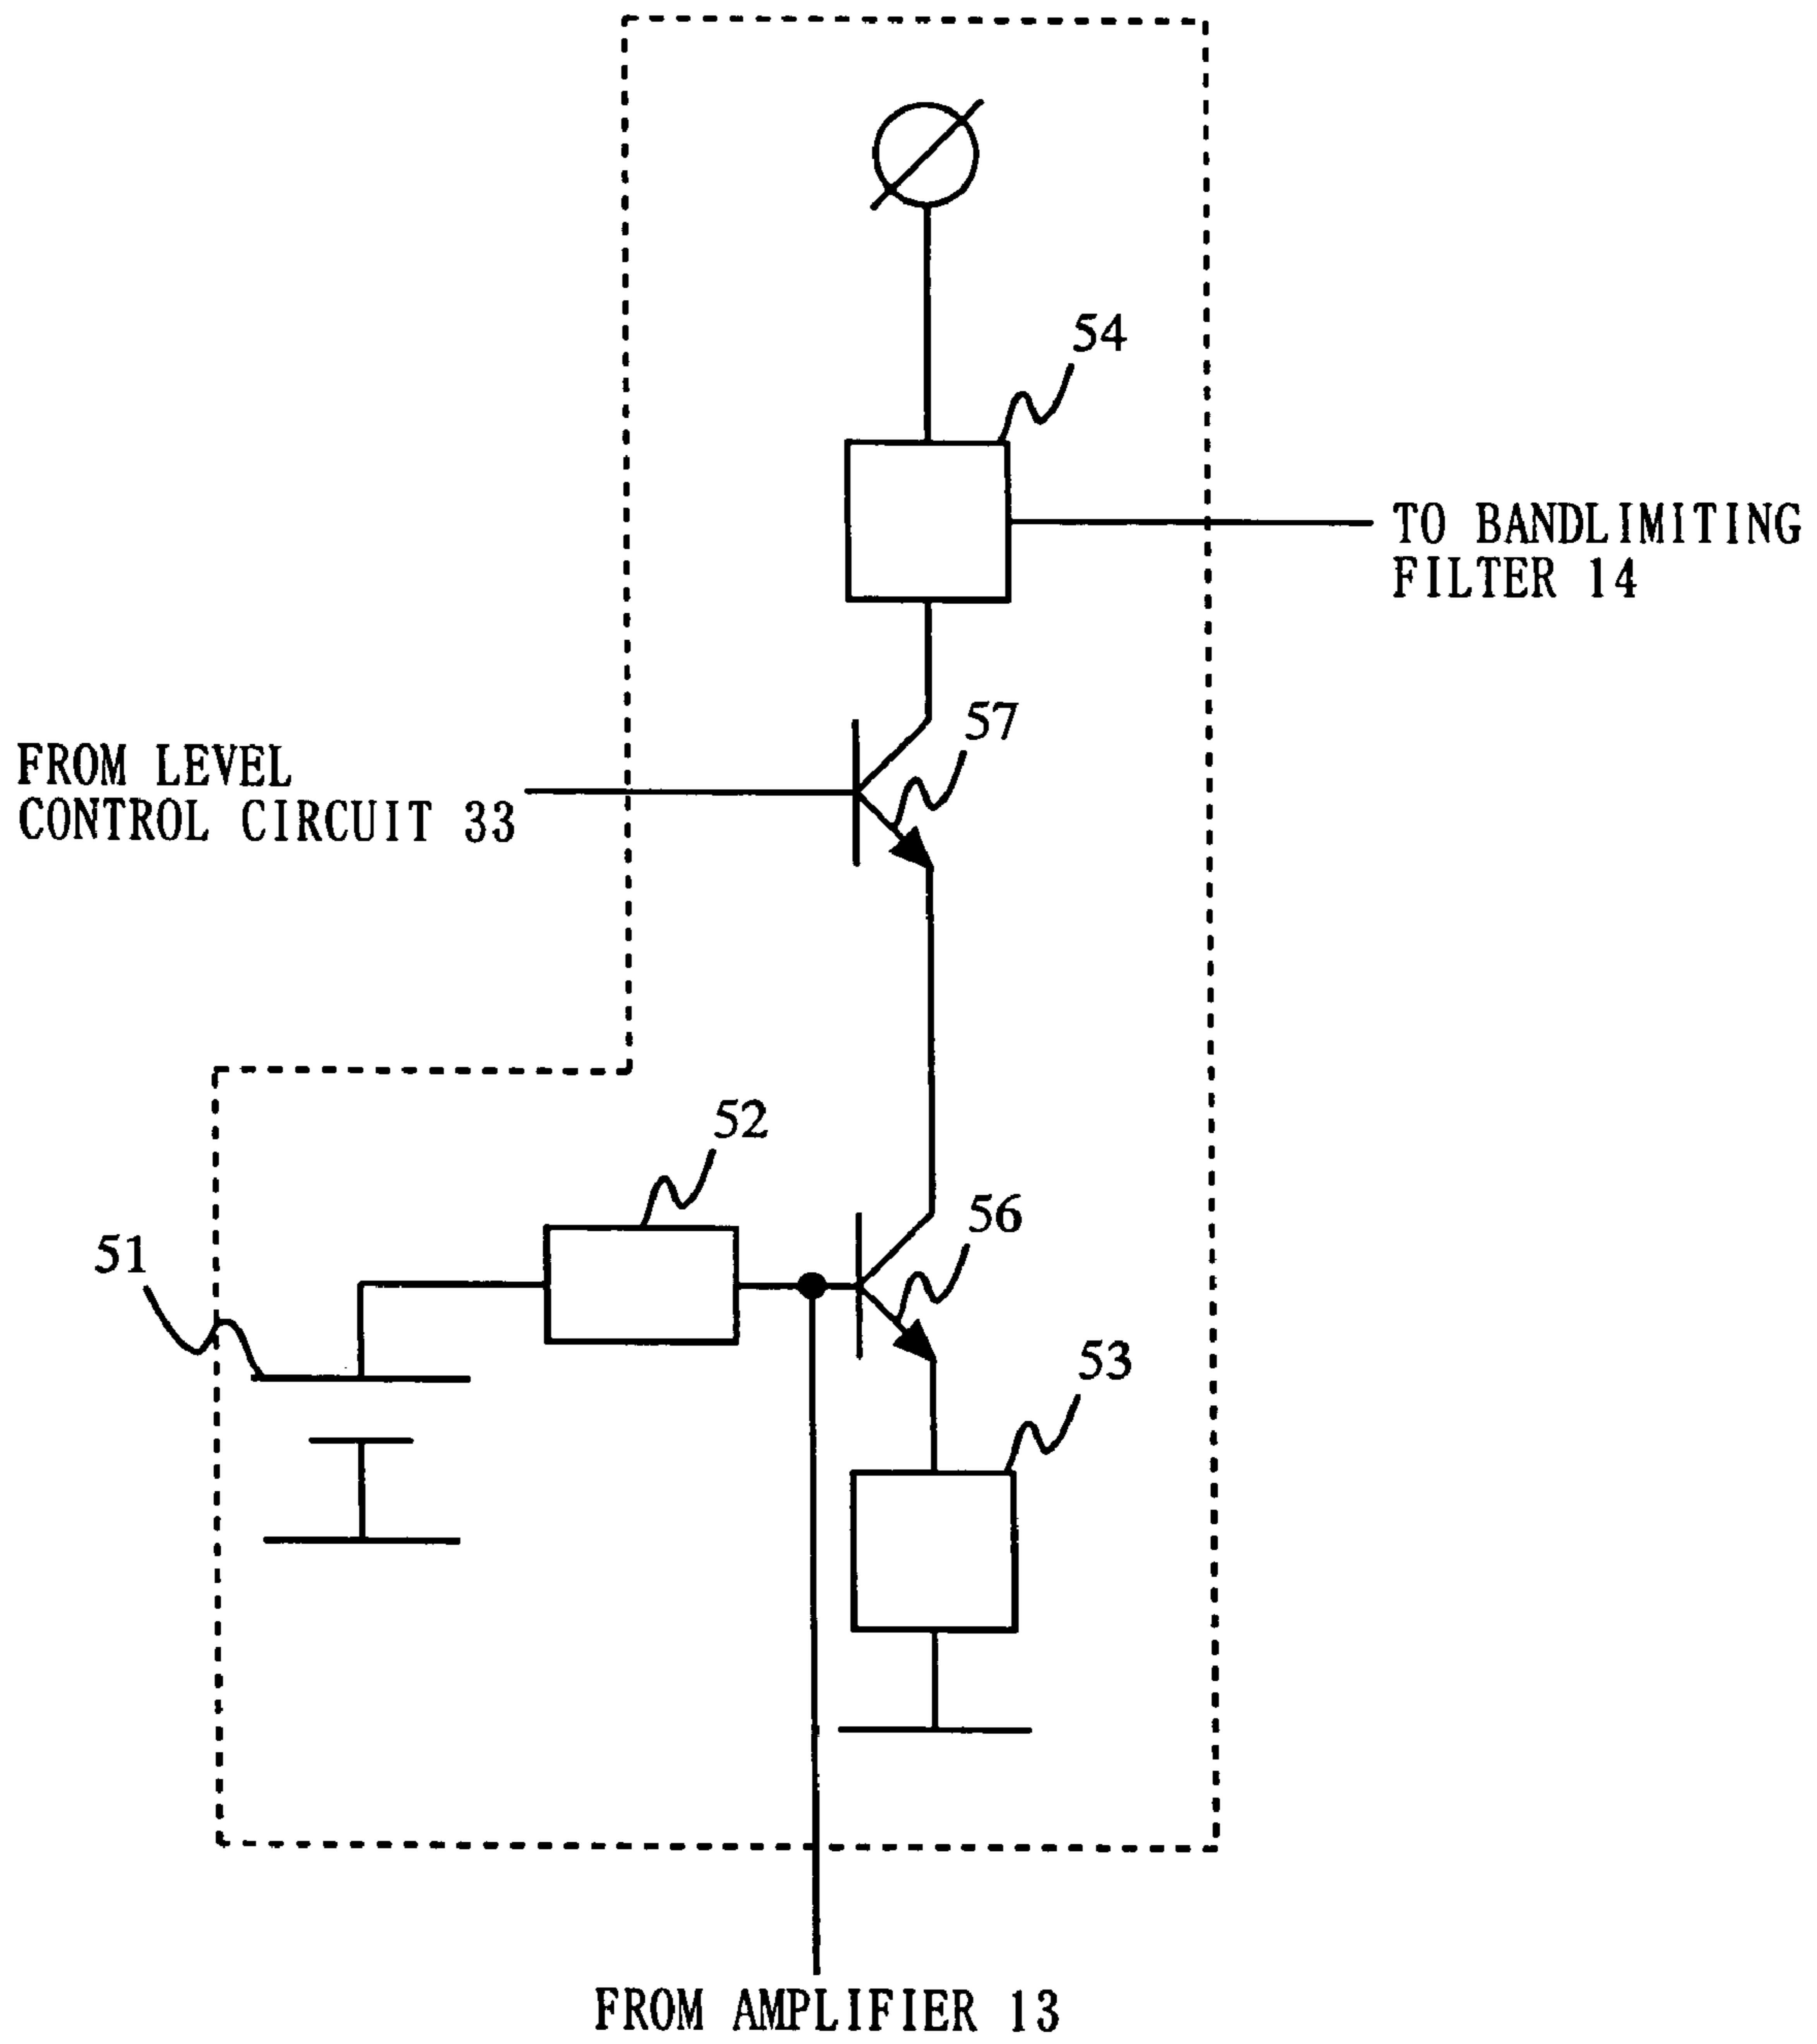 54
TO BANDLIMITING
FILTER 14
57
FROM LEVEL
CONTROL CIRCUIT 33
52
56
51
53
FROM AMPLIFIER 13